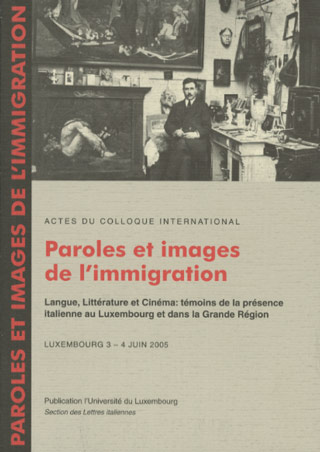 PAROLES ET IMAGES DE L'IMMIGRATION
ACTES DU COLLOQUE INTERNATIONAL
Paroles et images
de l'immigration
Langue, Littérature et Cinéma: témoins de la présence
italienne au Luxembourg et dans la Grande Région
LUXEMBOURG 3 – 4 JUIN 2005
Publication l'Université du Luxembourg
Section des Lettres italiennes